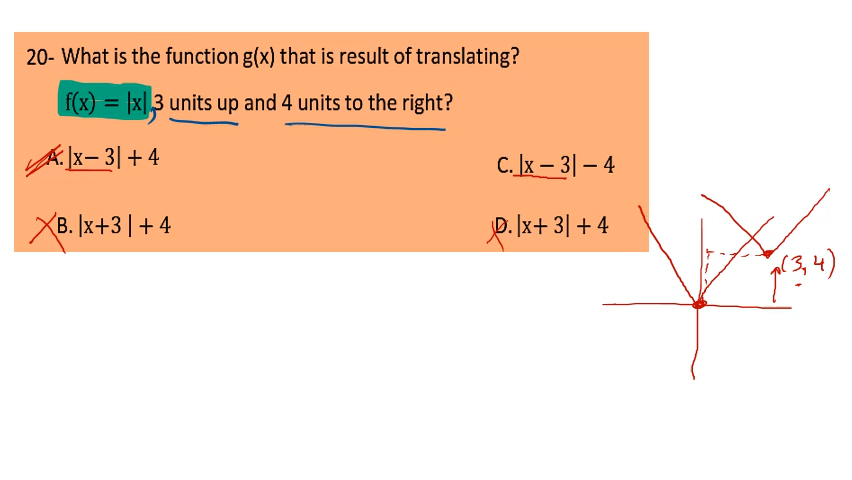 20- What is the function g(x) that is result of translating?
f(x) = |x|, 3 units up and 4 units to the right?
A. |x− 3| + 4
C. |x − 3| − 4
B. |x+3 | + 4
D. |x+ 3| + 4
(3, 4)